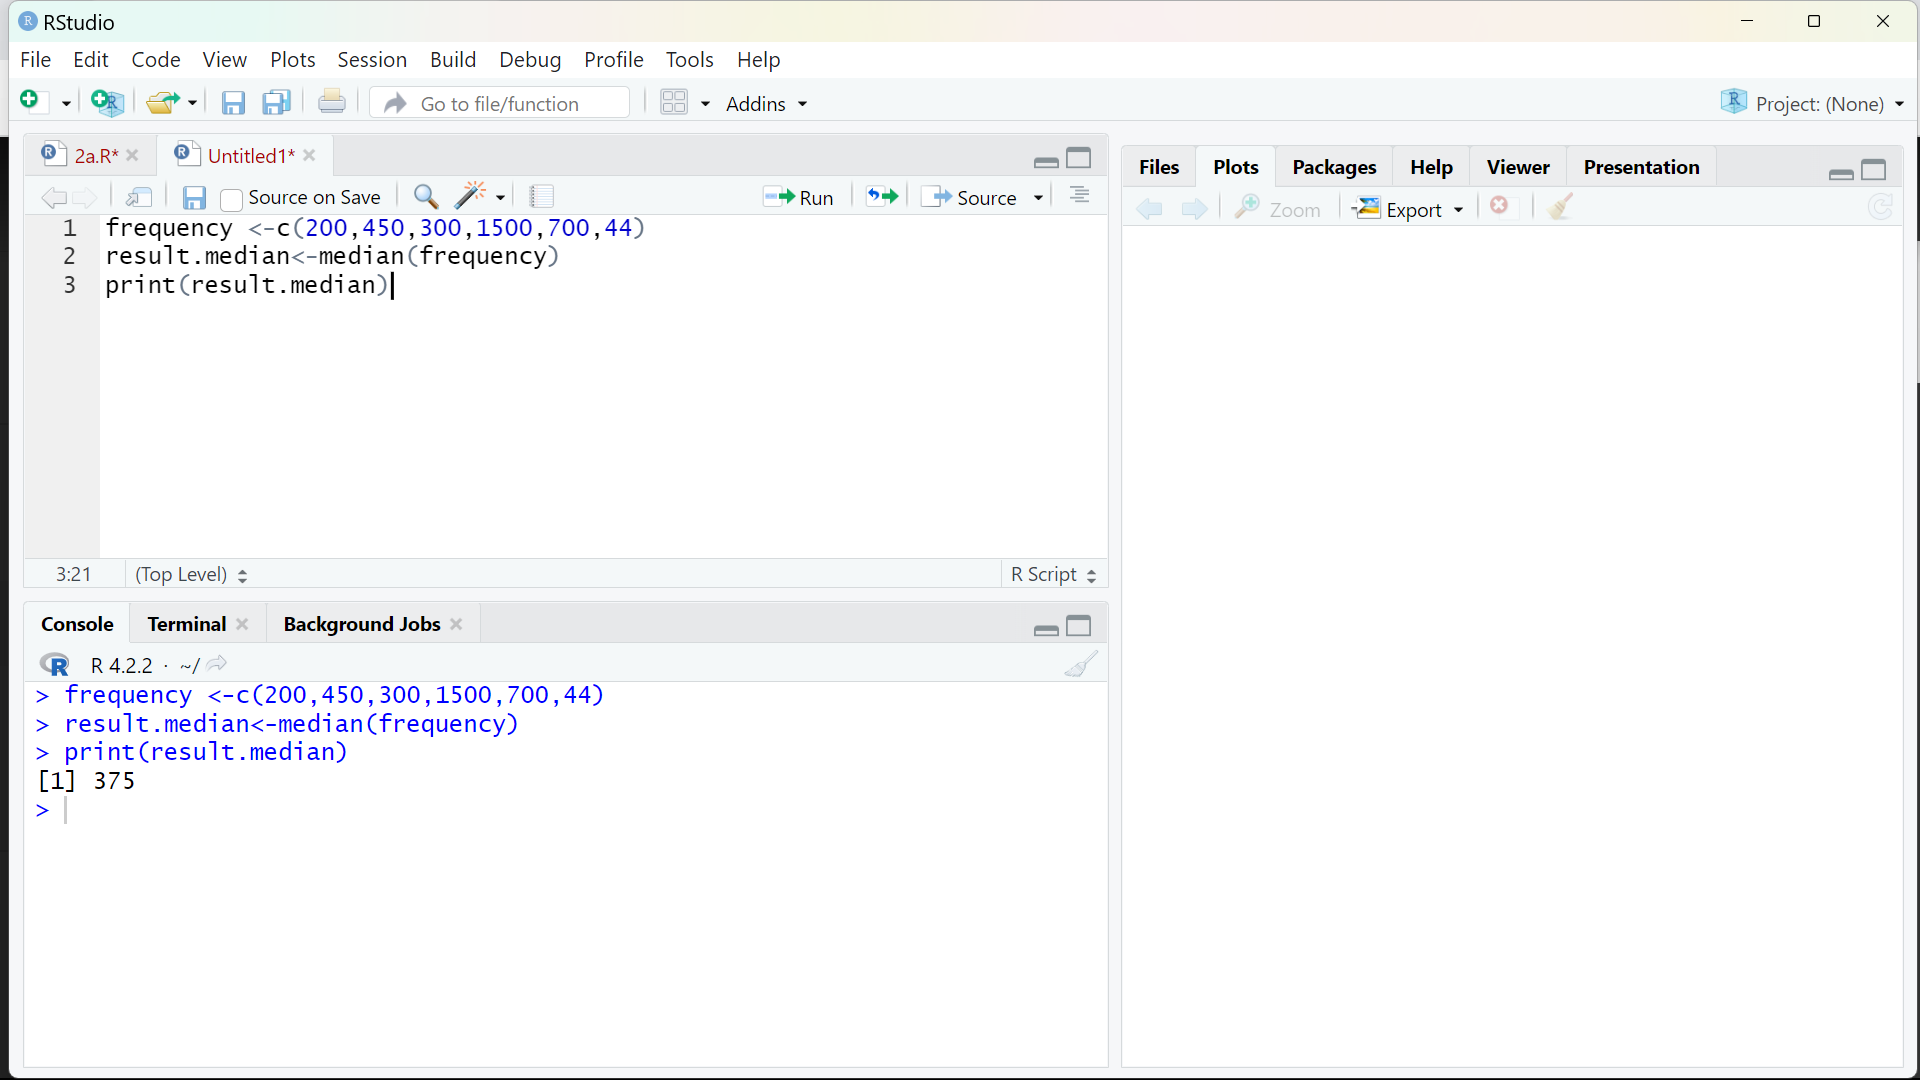 RStudio
File Edit Code View Plots Session Build Debug Profile Tools Help
Go to file/function Addins Project: (None)
2a.R* Untitled1*
Source on Save Run Source
1 frequency <-c(200,450,300,1500,700,44)
2 result.median<-median(frequency)
3 print(result.median)
3:21 (Top Level) R Script
Console Terminal Background Jobs
R 4.2.2 · ~/
> frequency <-c(200,450,300,1500,700,44)
> result.median<-median(frequency)
> print(result.median)
[1] 375
>
Files Plots Packages Help Viewer Presentation
Zoom Export